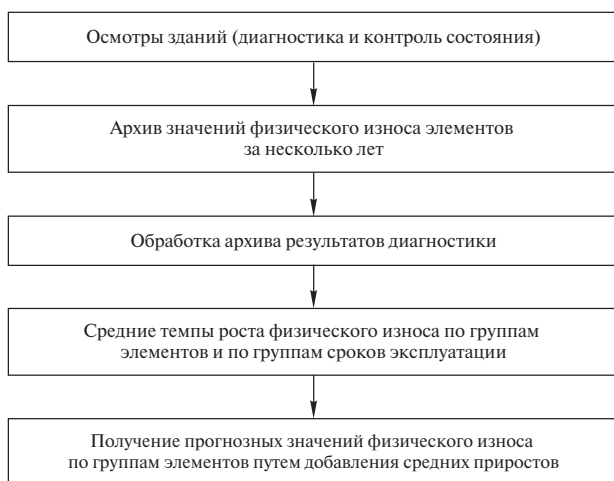 Осмотры зданий (диагностика и контроль состояния)
Архив значений физического износа элементов
за несколько лет
Обработка архива результатов диагностики
Средние темпы роста физического износа по группам
элементов и по группам сроков эксплуатации
Получение прогнозных значений физического износа
по группам элементов путем добавления средних приростов